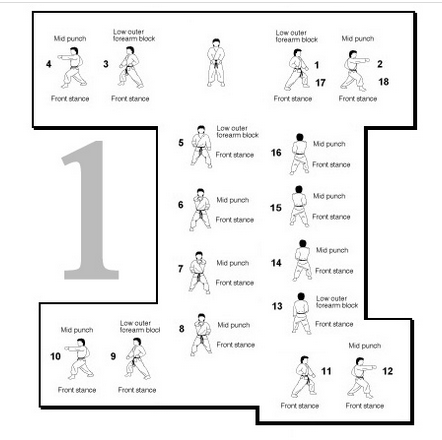 Mid punch
4
Front stance
Low outer
forearm block
3
Front stance
Low outer
forearm block
1
17
Front stance
Mid punch
2
18
Front stance
1
5
Low outer
forearm block
Front stance
16
Mid punch
Front stance
6
Mid punch
Front stance
15
Mid punch
Front stance
7
Mid punch
Front stance
14
Mid punch
Front stance
13
Low outer
forearm block
Front stance
8
Mid punch
Front stance
Mid punch
10
Front stance
Low outer
forearm block
9
Front stance
11
Front stance
Mid punch
12
Front stance